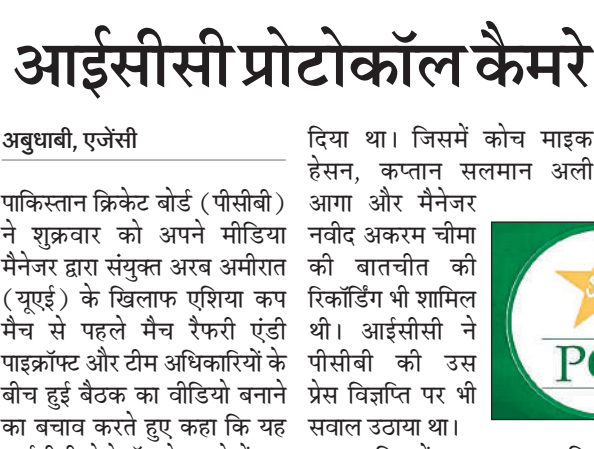 आईसीसी प्रोटोकॉल कैमरे
अबुधाबी, एजेंसी
पाकिस्तान क्रिकेट बोर्ड (पीसीबी)
ने शुक्रवार को अपने मीडिया
मैनेजर द्वारा संयुक्त अरब अमीरात
(यूएई) के खिलाफ एशिया कप
मैच से पहले मैच रैफरी एंडी
पाइक्रॉफ्ट और टीम अधिकारियों के
बीच हुई बैठक का वीडियो बनाने
का बचाव करते हुए कहा कि यह
दिया था। जिसमें कोच माइक
हेसन, कप्तान सलमान अली
आगा और मैनेजर
नवीद अकरम चीमा
की बातचीत की
रिकॉर्डिंग भी शामिल
थी। आईसीसी ने
पीसीबी की उस
प्रेस विज्ञप्ति पर भी
सवाल उठाया था।